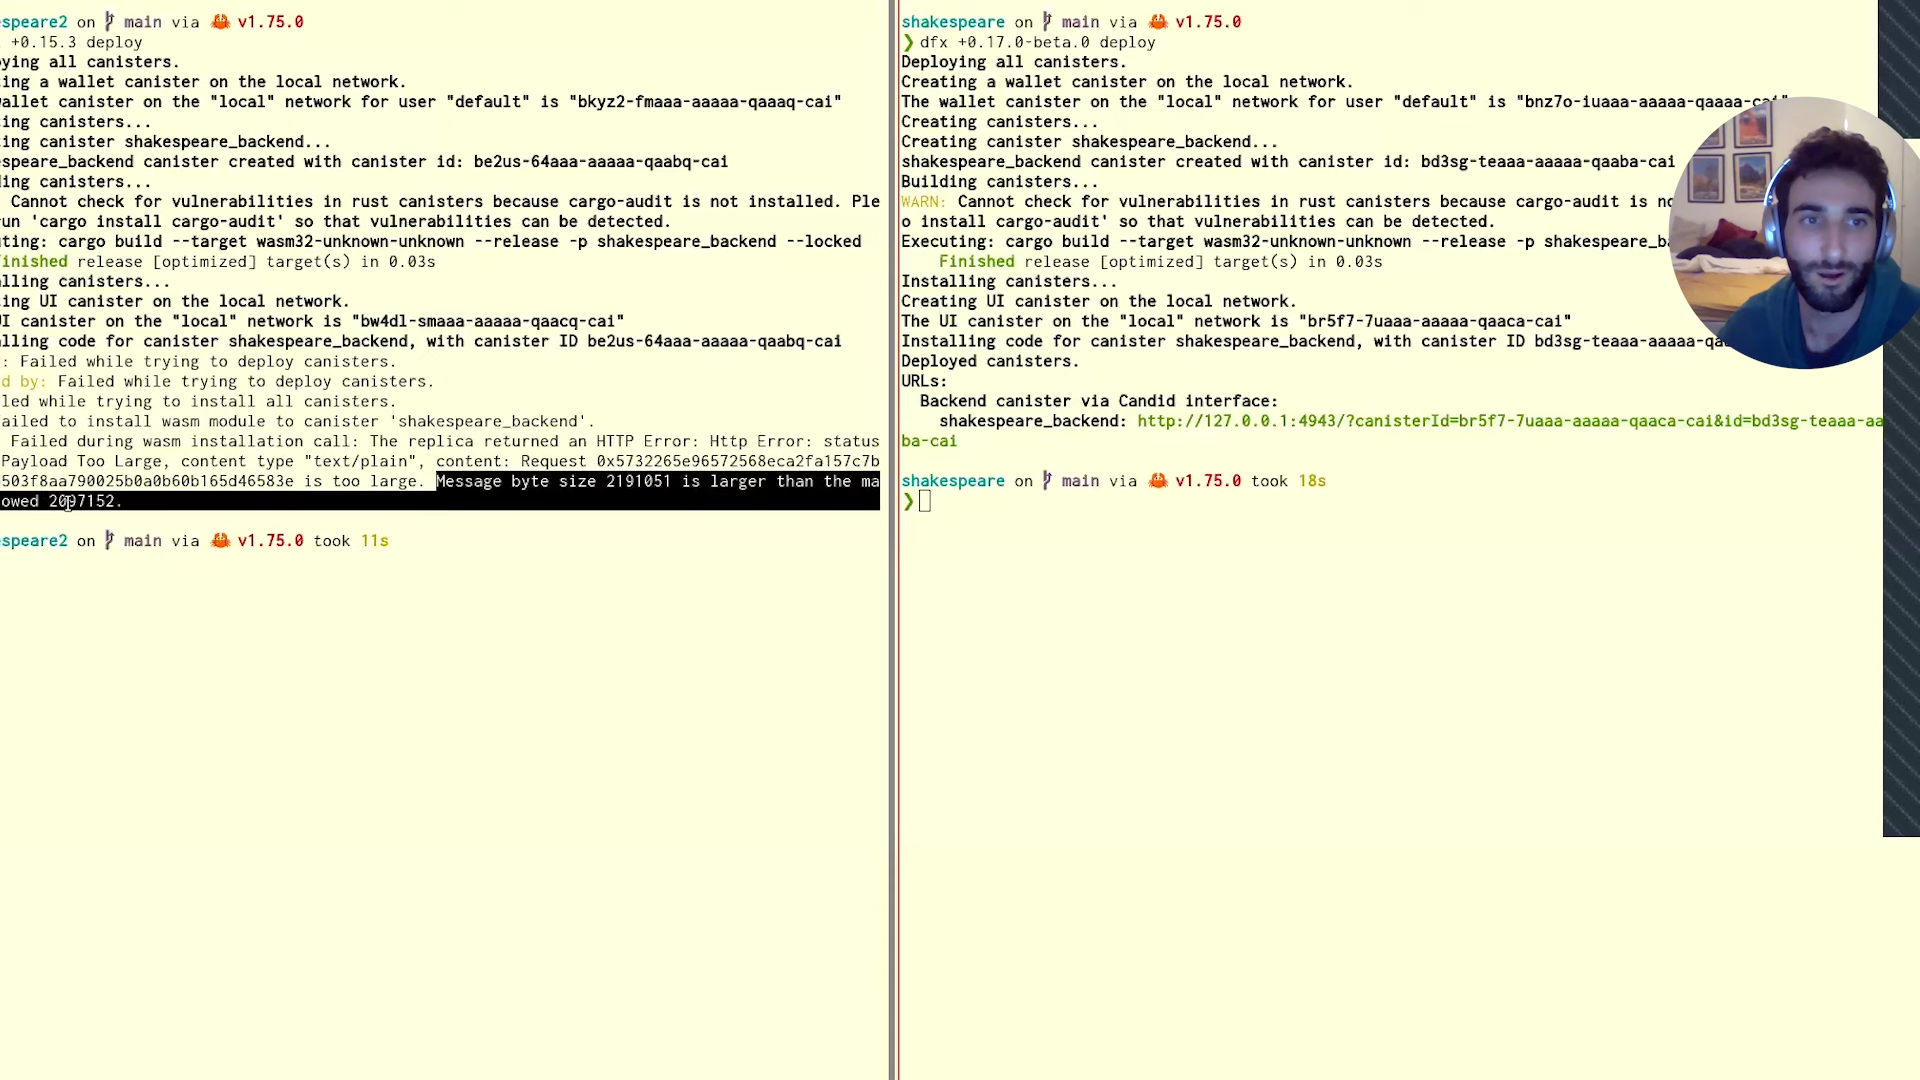 speare2 on main via v1.75.0
+0.15.3 deploy
ying all canisters.
ing a wallet canister on the local network.
allet canister on the "local" network for user "default" is "bkyz2-fmaaa-aaaaa-qaaaq-cai"
ing canisters...
ing canister shakespeare_backend...
speare_backend canister created with canister id: be2us-64aaa-aaaaa-qaabq-cai
ing canisters...
Cannot check for vulnerabilities in rust canisters because cargo-audit is not installed. Ple
run 'cargo install cargo-audit' so that vulnerabilities can be detected.
ting: cargo build --target wasm32-unknown-unknown --release -p shakespeare_backend --locked
inished release [optimized] target(s) in 0.03s
lling canisters...
ing UI canister on the local network.
I canister on the "local" network is "bw4dl-smaaa-aaaaa-qaacq-cai"
lling code for canister shakespeare_backend, with canister ID be2us-64aaa-aaaaa-qaabq-cai
: Failed while trying to deploy canisters.
d by: Failed while trying to deploy canisters.
led while trying to install all canisters.
ailed to install wasm module to canister 'shakespeare_backend'.
Failed during wasm installation call: The replica returned an HTTP Error: Http Error: status
Payload Too Large, content type "text/plain", content: Request 0x5732265e96572568eca2fa157c7b
503f8aa790025b0a0b60b165d46583e is too large. Message byte size 2191051 is larger than the ma
owed 2097152.
speare2 on main via v1.75.0 took 11s
shakespeare on main via v1.75.0
❯ dfx +0.17.0-beta.0 deploy
Deploying all canisters.
Creating a wallet canister on the local network.
The wallet canister on the "local" network for user "default" is "bnz7o-iuaaa-aaaaa-qaaaa-cai"
Creating canisters...
Creating canister shakespeare_backend...
shakespeare_backend canister created with canister id: bd3sg-teaaa-aaaaa-qaaba-cai
Building canisters...
WARN: Cannot check for vulnerabilities in rust canisters because cargo-audit is no
o install cargo-audit' so that vulnerabilities can be detected.
Executing: cargo build --target wasm32-unknown-unknown --release -p shakespeare_ba
Finished release [optimized] target(s) in 0.03s
Installing canisters...
Creating UI canister on the local network.
The UI canister on the "local" network is "br5f7-7uaaa-aaaaa-qaaca-cai"
Installing code for canister shakespeare_backend, with canister ID bd3sg-teaaa-aaaaa-qa
Deployed canisters.
URLs:
Backend canister via Candid interface:
shakespeare_backend: http://127.0.0.1:4943/?canisterId=br5f7-7uaaa-aaaaa-qaaca-cai&id=bd3sg-teaaa-aa
ba-cai
shakespeare on main via v1.75.0 took 18s
❯